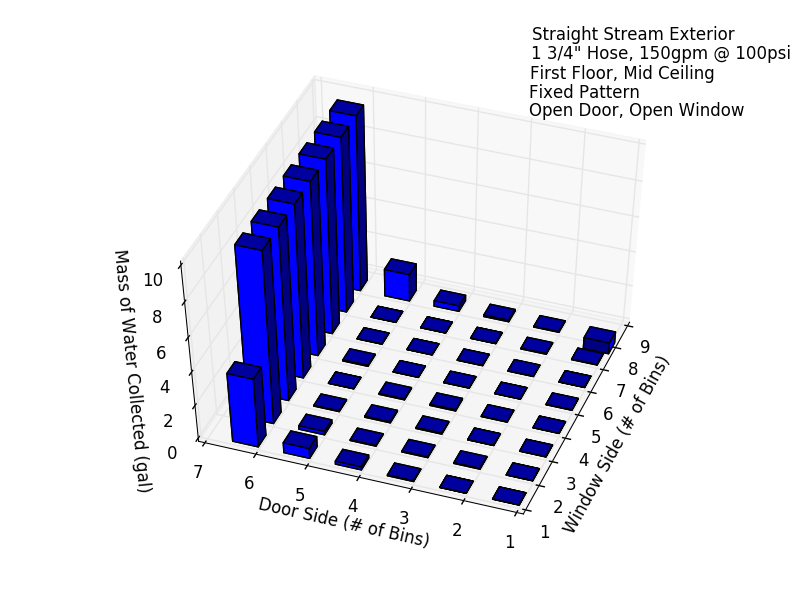 Straight Stream Exterior
1 3/4" Hose, 150gpm @ 100psi
First Floor, Mid Ceiling
Fixed Pattern
Open Door, Open Window
Mass of Water Collected (gal)
10
8
6
4
2
0
7
6
5
4
3
2
1
Door Side (# of Bins)
9
8
7
6
5
4
3
2
1
Window Side (# of Bins)